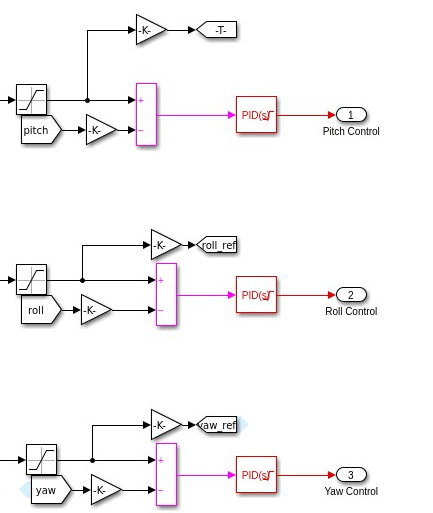 -K-
-T-
+
PID(s)
1
pitch
-K-
−
Pitch Control
-K-
roll_ref
+
PID(s)
2
roll
-K-
−
Roll Control
-K-
yaw_ref
+
PID(s)
3
yaw
-K-
−
Yaw Control